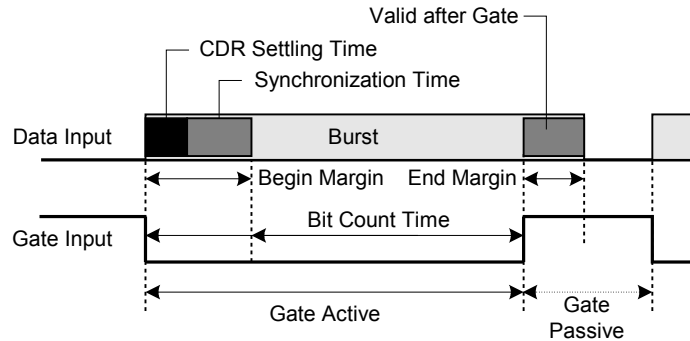 Valid after Gate
CDR Settling Time
Synchronization Time
Data Input
Burst
Begin Margin
End Margin
Bit Count Time
Gate Input
Gate Active
Gate
Passive